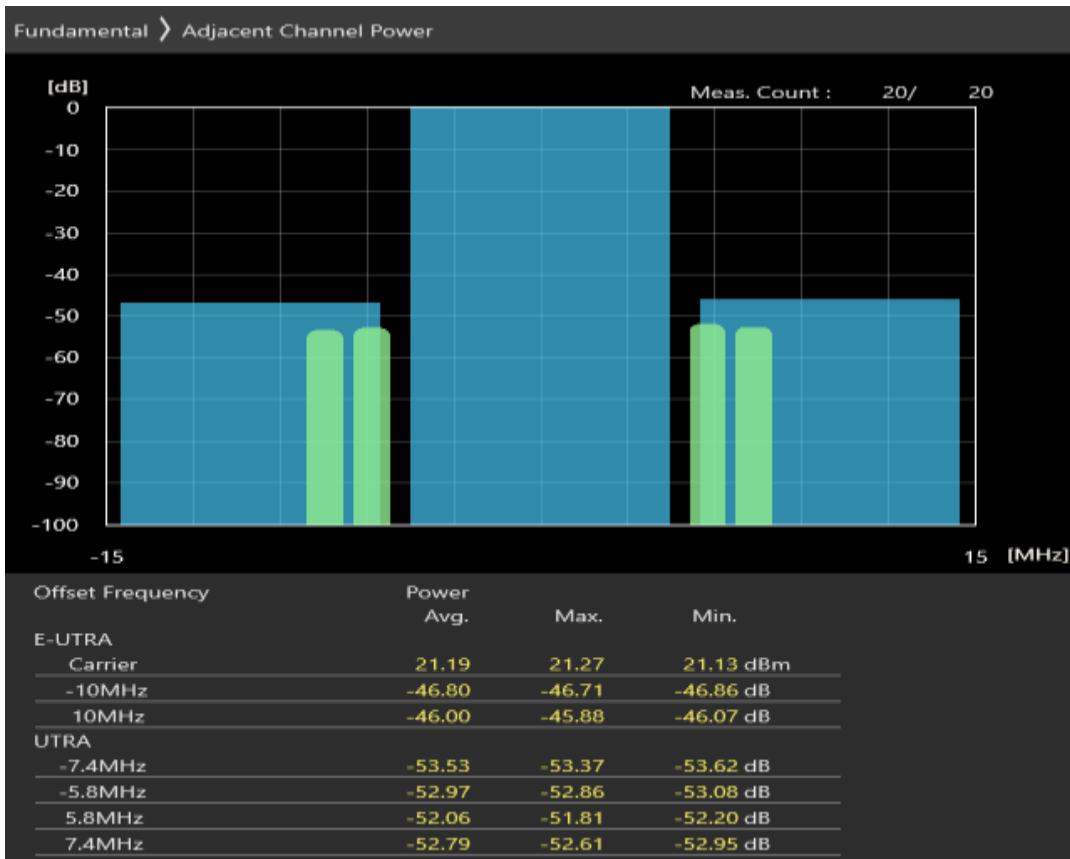 Fundamental ❭ Adjacent Channel Power
[dB]
Meas. Count : 20/ 20
0
-10
-20
-30
-40
-50
-60
-70
-80
-90
-100
-15 15 [MHz]
Offset Frequency Power
Avg. Max. Min.
E-UTRA
Carrier 21.19 21.27 21.13 dBm
-10MHz -46.80 -46.71 -46.86 dB
10MHz -46.00 -45.88 -46.07 dB
UTRA
-7.4MHz -53.53 -53.37 -53.62 dB
-5.8MHz -52.97 -52.86 -53.08 dB
5.8MHz -52.06 -51.81 -52.20 dB
7.4MHz -52.79 -52.61 -52.95 dB